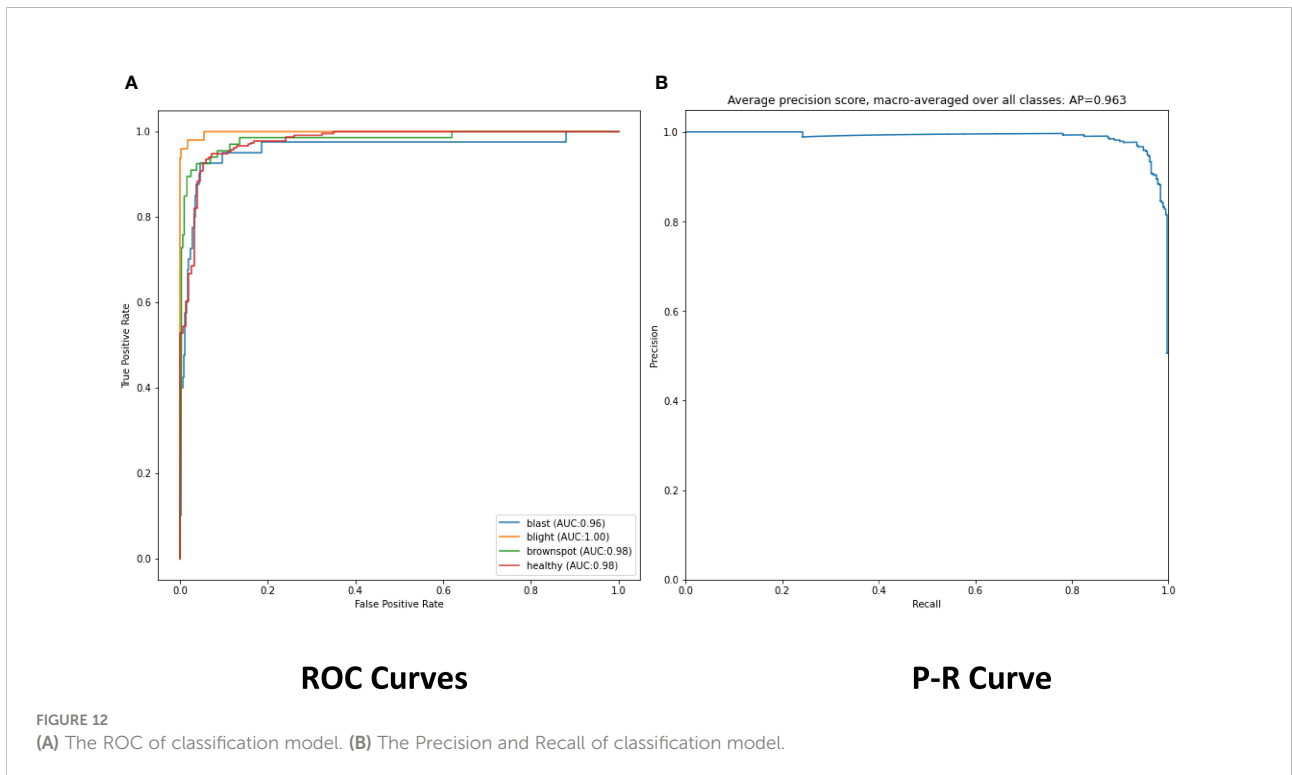 A
True Positive Rate
1.0
0.8
0.6
0.4
0.2
0.0
blast (AUC:0.96)
blight (AUC:1.00)
brownspot (AUC:0.98)
healthy (AUC:0.98)
0.0 0.2 0.4 0.6 0.8 1.0
False Positive Rate
ROC Curves
B
Average precision score, macro-averaged over all classes: AP=0.963
Precision
1.0
0.8
0.6
0.4
0.2
0.0
0.0 0.2 0.4 0.6 0.8 1.0
Recall
P-R Curve
FIGURE 12
(A) The ROC of classification model. (B) The Precision and Recall of classification model.